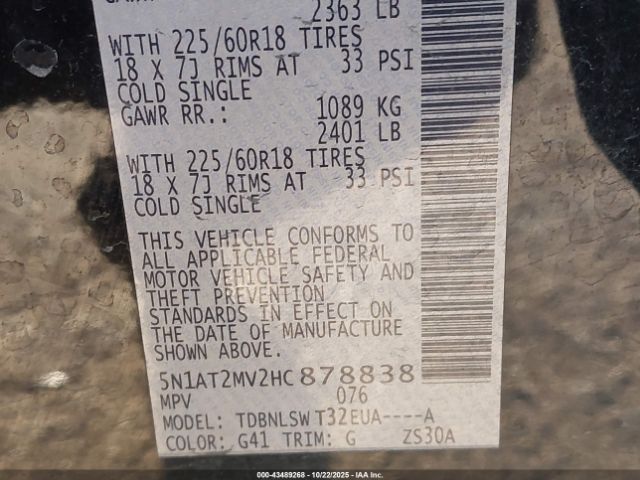 2363 LB
WITH 225/60R18 TIRES
18 X 7J RIMS AT 33 PSI
COLD SINGLE
GAWR RR.: 1089 KG
2401 LB
WITH 225/60R18 TIRES
18 X 7J RIMS AT 33 PSI
COLD SINGLE
THIS VEHICLE CONFORMS TO
ALL APPLICABLE FEDERAL
MOTOR VEHICLE SAFETY AND
THEFT PREVENTION
STANDARDS IN EFFECT ON
THE DATE OF MANUFACTURE
SHOWN ABOVE.
5N1AT2MV2HC878838
MPV 076
MODEL: TDBNLSW T32EUA----A
COLOR: G41 TRIM: G ZS30A
000-43489268 - 10/22/2025 - IAAI